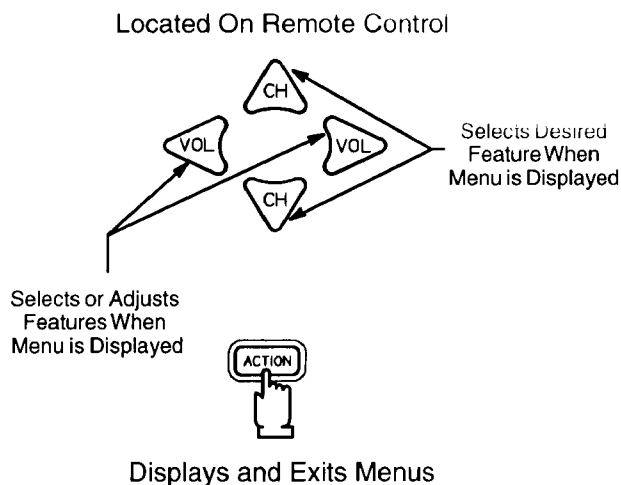 Located On Remote Control
CH
VOL
VOL
CH
Selects Desired
Feature When
Menu is Displayed
Selects or Adjusts
Features When
Menu is Displayed
ACTION
Displays and Exits Menus